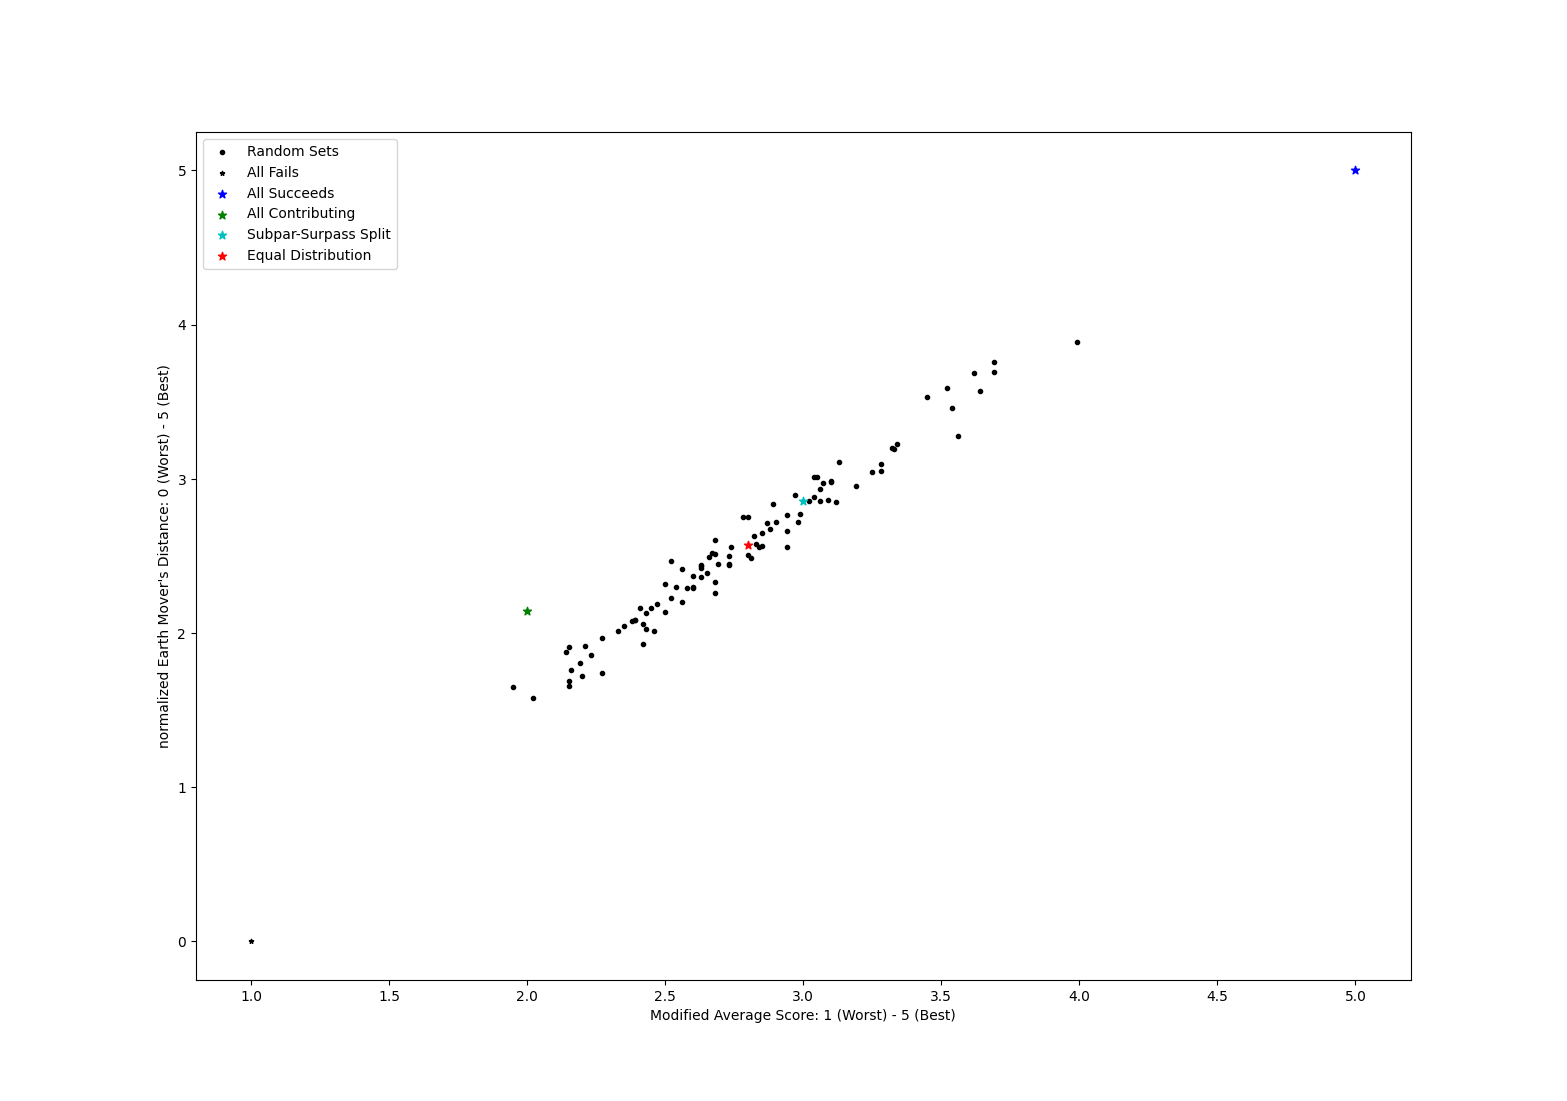 Random Sets
All Fails
All Succeeds
All Contributing
Subpar-Surpass Split
Equal Distribution
5
4
3
2
1
0
normalized Earth Mover's Distance: 0 (Worst) - 5 (Best)
1.0 1.5 2.0 2.5 3.0 3.5 4.0 4.5 5.0
Modified Average Score: 1 (Worst) - 5 (Best)